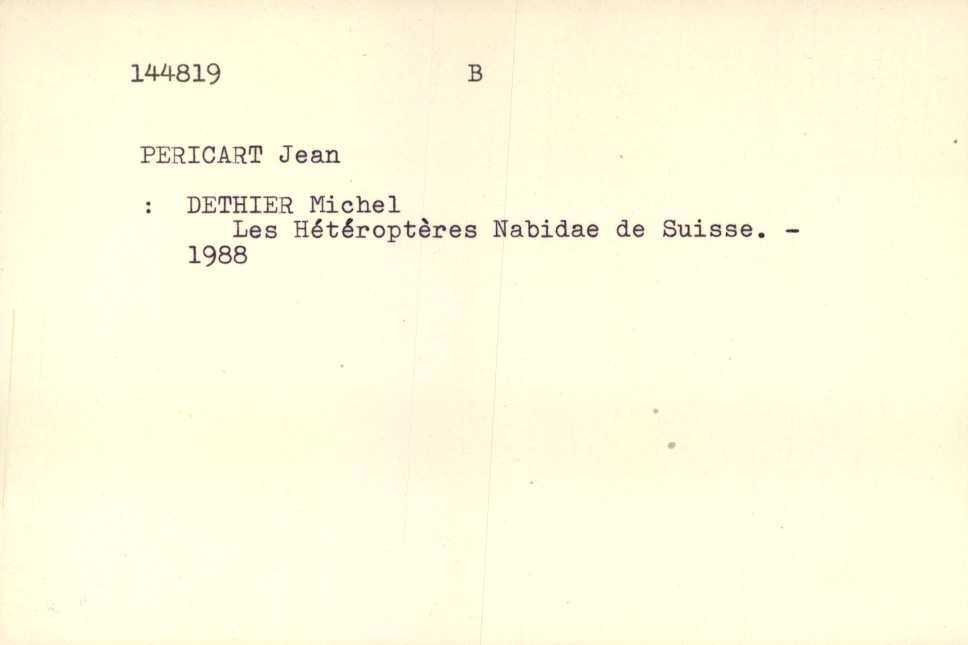 144819 B
PERICART Jean
: DETHIER Michel
Les Hétéroptères Nabidae de Suisse. -
1988